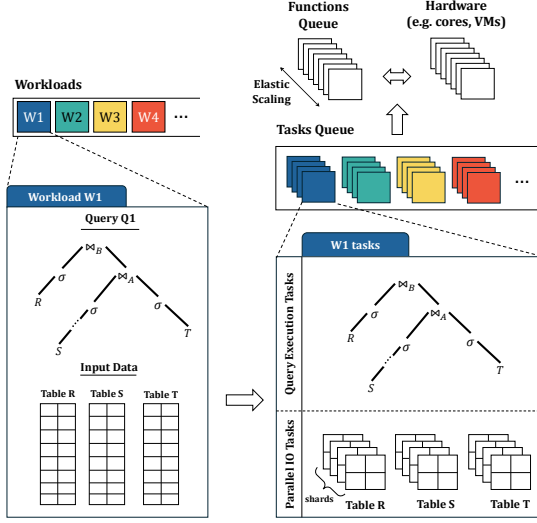 Functions
Queue
Hardware
(e.g. cores, VMs)
Elastic
Scaling
Workloads
W1 W2 W3 W4 ...
Tasks Queue
...
Workload W1
Query Q1
⋈B
σ
R
⋈A
σ
σ
S
T
Input Data
Table R Table S Table T
W1 tasks
Query Execution Tasks
⋈B
σ
R
⋈A
σ
σ
S
T
Parallel IO Tasks
shards
Table R Table S Table T